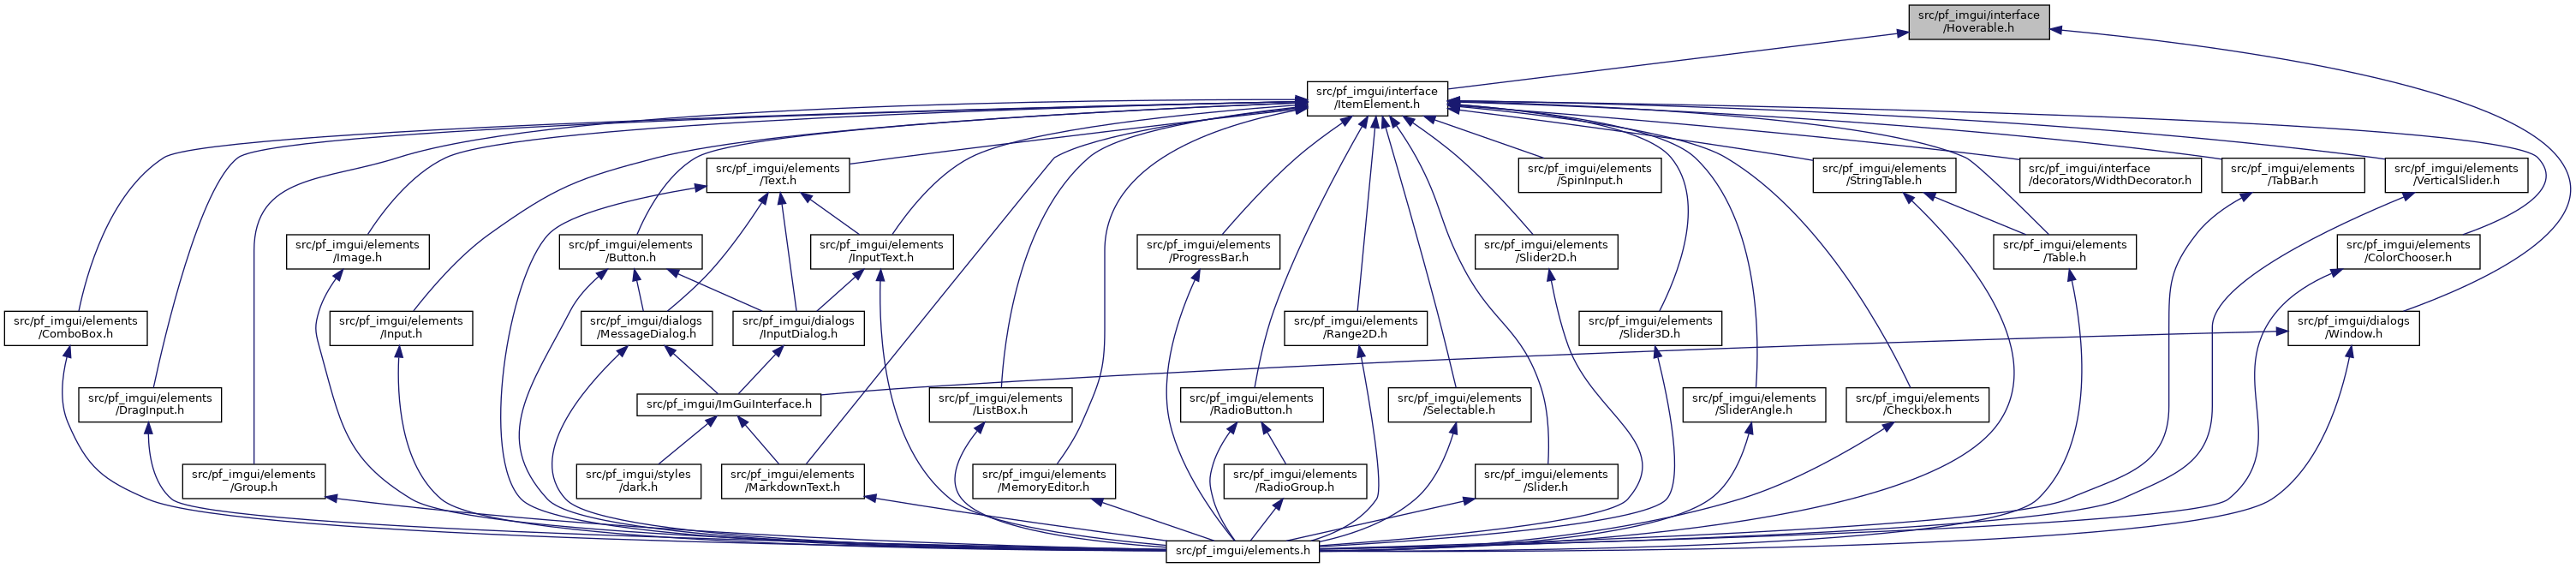 src/pf_imgui/interface
/Hoverable.h
src/pf_imgui/interface
/ItemElement.h
src/pf_imgui/elements
/Text.h
src/pf_imgui/elements
/SpinInput.h
src/pf_imgui/elements
/StringTable.h
src/pf_imgui/interface
/decorators/WidthDecorator.h
src/pf_imgui/elements
/TabBar.h
src/pf_imgui/elements
/VerticalSlider.h
src/pf_imgui/elements
/Image.h
src/pf_imgui/elements
/Button.h
src/pf_imgui/elements
/InputText.h
src/pf_imgui/elements
/ProgressBar.h
src/pf_imgui/elements
/Slider2D.h
src/pf_imgui/elements
/Table.h
src/pf_imgui/elements
/ColorChooser.h
src/pf_imgui/elements
/ComboBox.h
src/pf_imgui/elements
/Input.h
src/pf_imgui/dialogs
/MessageDialog.h
src/pf_imgui/dialogs
/InputDialog.h
src/pf_imgui/elements
/Range2D.h
src/pf_imgui/elements
/Slider3D.h
src/pf_imgui/dialogs
/Window.h
src/pf_imgui/elements
/DragInput.h
src/pf_imgui/ImGuiInterface.h
src/pf_imgui/elements
/ListBox.h
src/pf_imgui/elements
/RadioButton.h
src/pf_imgui/elements
/Selectable.h
src/pf_imgui/elements
/SliderAngle.h
src/pf_imgui/elements
/Checkbox.h
src/pf_imgui/elements
/Group.h
src/pf_imgui/styles
/dark.h
src/pf_imgui/elements
/MarkdownText.h
src/pf_imgui/elements
/MemoryEditor.h
src/pf_imgui/elements
/RadioGroup.h
src/pf_imgui/elements
/Slider.h
src/pf_imgui/elements.h